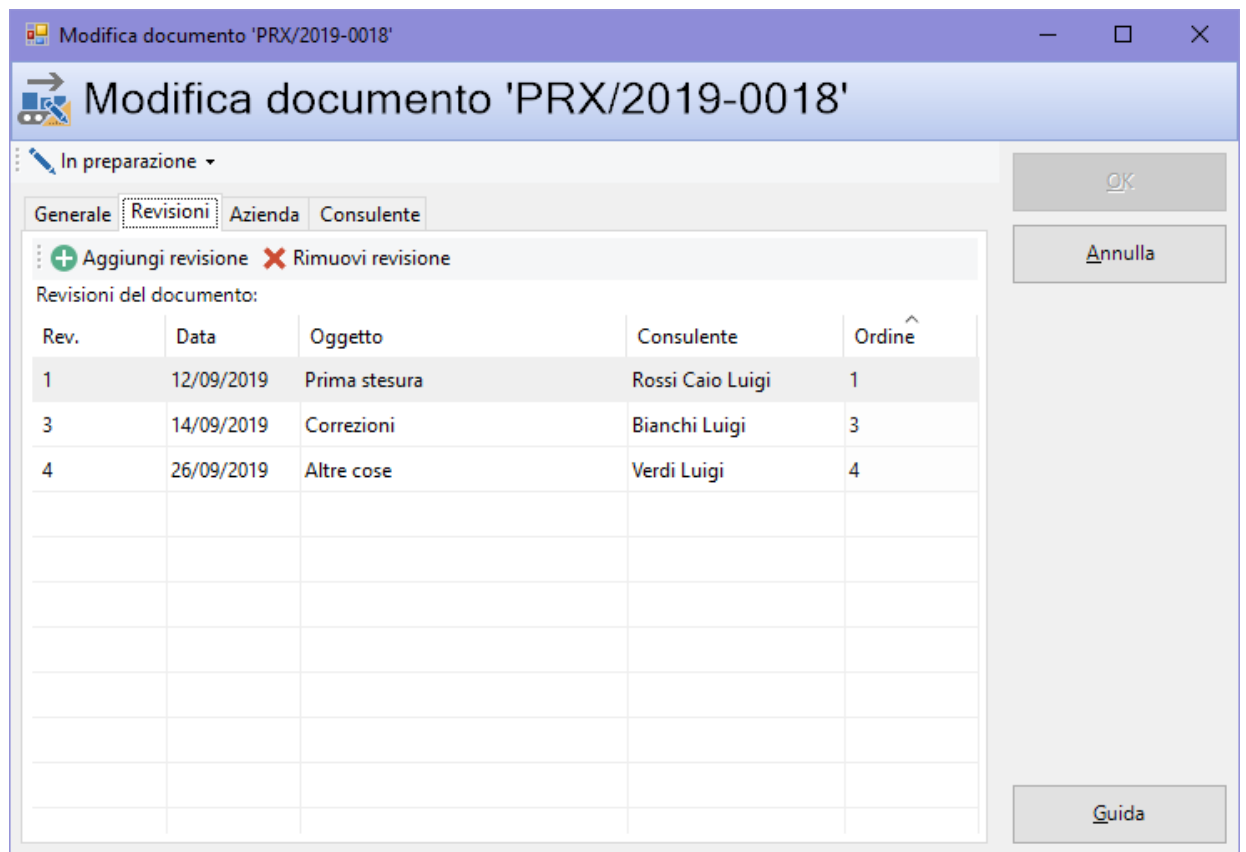 Modifica documento 'PRX/2019-0018'
Modifica documento 'PRX/2019-0018'
In preparazione
OK
Generale Revisioni Azienda Consulente
Annulla
Aggiungi revisione Rimuovi revisione
Revisioni del documento:
Rev. Data Oggetto Consulente Ordine
1 12/09/2019 Prima stesura Rossi Caio Luigi 1
3 14/09/2019 Correzioni Bianchi Luigi 3
4 26/09/2019 Altre cose Verdi Luigi 4
Guida